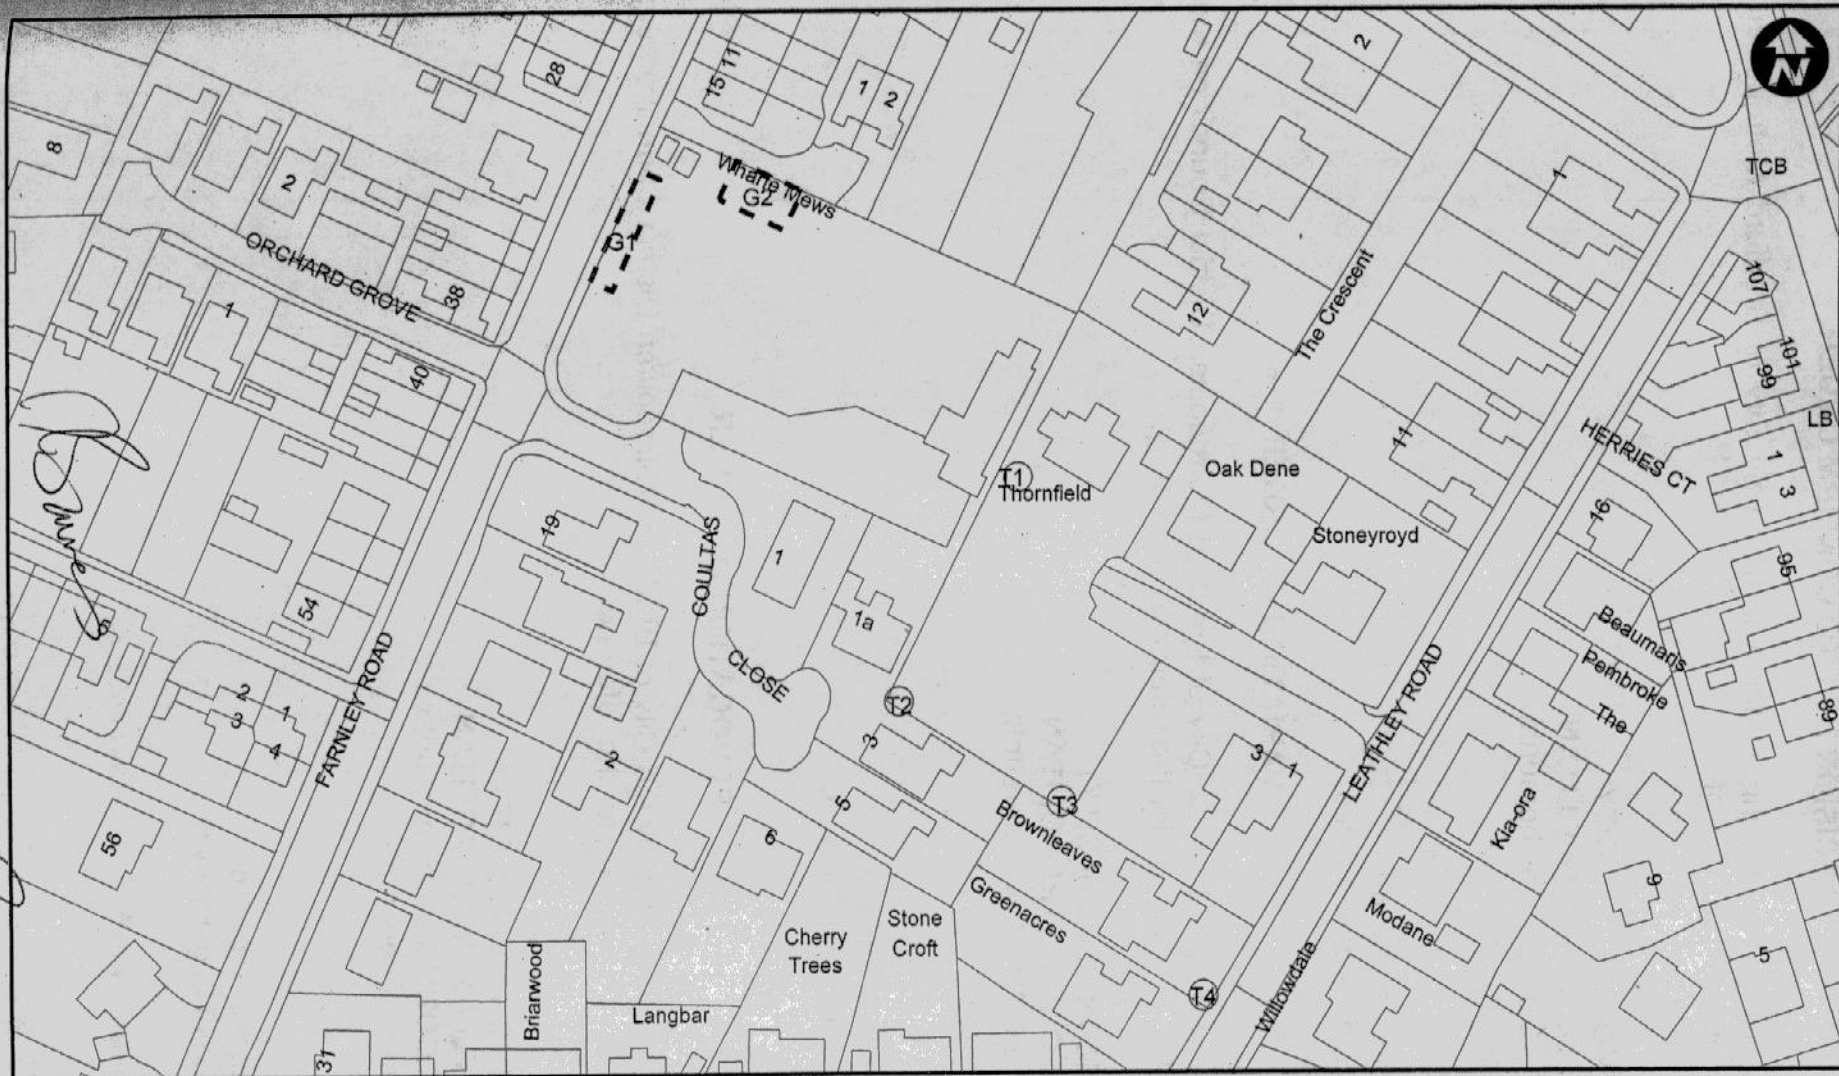 N
28
15
11
1
2
2
8
2
Wharfe Mews
G2
G1
TCB
1
ORCHARD GROVE
38
12
The Crescent
107
101
99
LB
1
40
11
HERRIES CT
1
3
T1
Thornfield
Oak Dene
Stoneyroyd
16
95
19
COULTAS
CLOSE
1
1a
54
FARNLEY ROAD
2
1
3
4
T2
3
5
2
6
T3
3
1
LEATHLEY ROAD
Beaumaris
Pembroke
The
89
Kia-ora
56
Brownleaves
Greenacres
Modane
9
5
Cherry
Trees
Stone
Croft
T4
Willowdale
Briarwood
Langbar
31